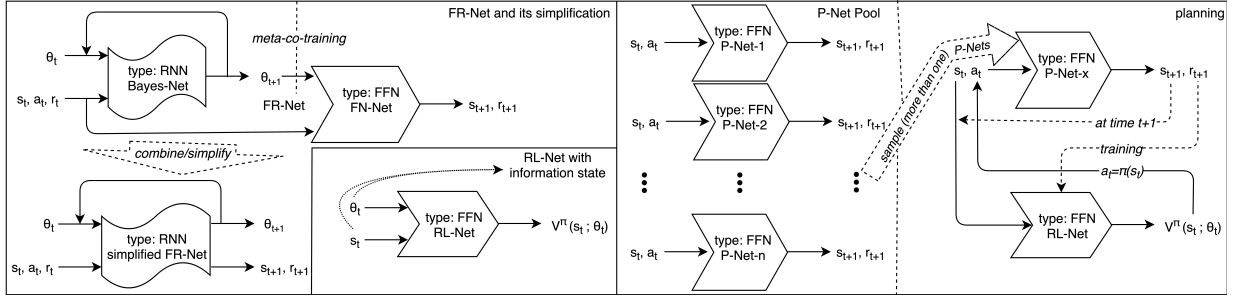 FR-Net and its simplification
meta-co-training
θt
type: RNN
Bayes-Net
θt+1
st, at, rt
FR-Net
type: FFN
FN-Net
st+1, rt+1
combine/simplify
θt
type: RNN
simplified FR-Net
θt+1
st, at, rt
st+1, rt+1
RL-Net with
information state
θt
st
type: FFN
RL-Net
Vπ(st ; θt)
P-Net Pool
st, at
type: FFN
P-Net-1
st+1, rt+1
st, at
type: FFN
P-Net-2
st+1, rt+1
st, at
type: FFN
P-Net-n
st+1, rt+1
sample (more than one)
P-Nets
planning
st, at
type: FFN
P-Net-x
st+1, rt+1
at time t+1
training
at=π(st)
type: FFN
RL-Net
Vπ(st ; θt)